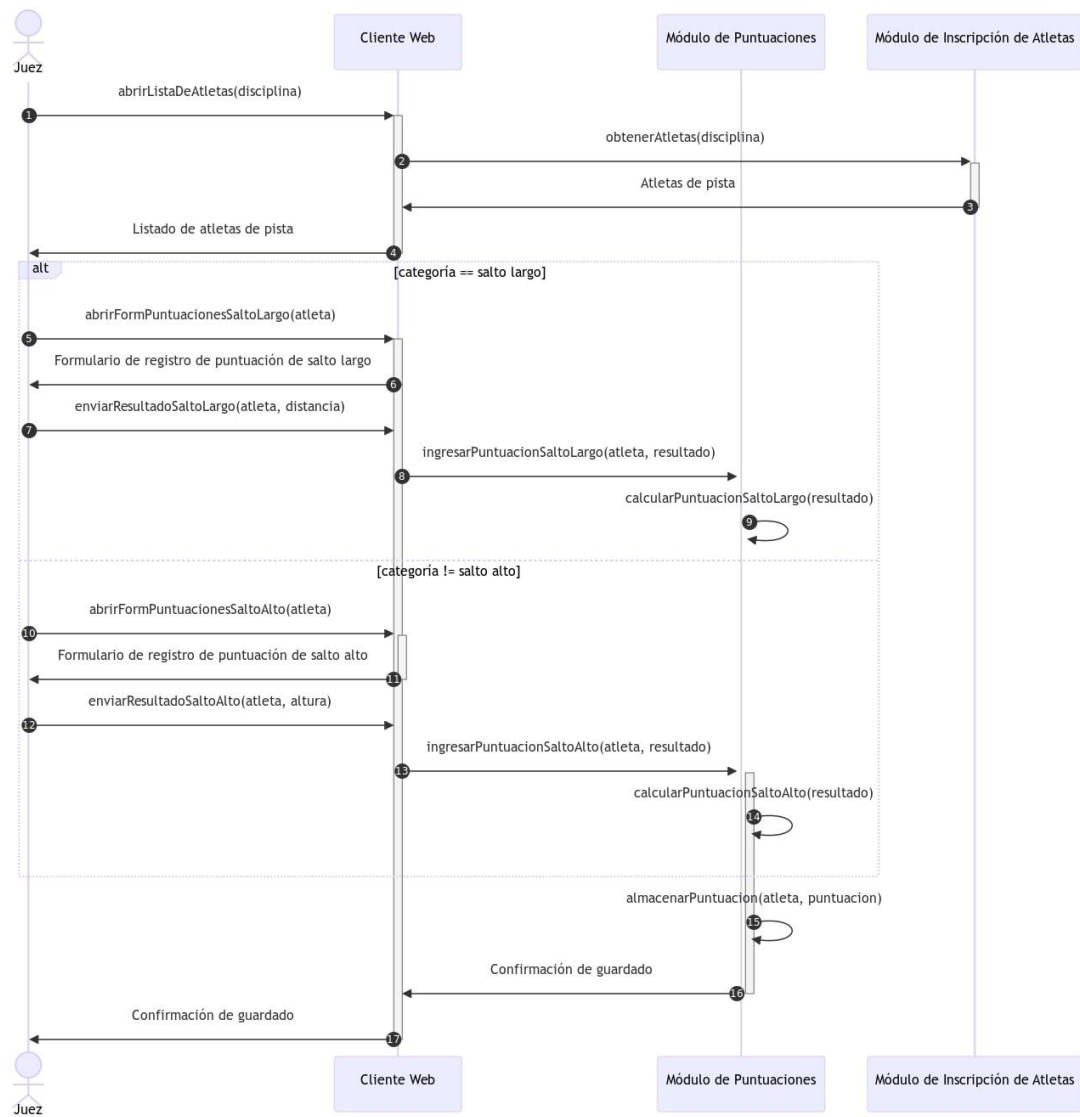 Juez
Cliente Web
Módulo de Puntuaciones
Módulo de Inscripción de Atletas
abrirListaDeAtletas(disciplina)
1
obtenerAtletas(disciplina)
2
Atletas de pista
3
Listado de atletas de pista
4
alt
[categoría == salto largo]
abrirFormPuntuacionesSaltoLargo(atleta)
5
Formulario de registro de puntuación de salto largo
6
enviarResultadoSaltoLargo(atleta, distancia)
7
ingresarPuntuacionSaltoLargo(atleta, resultado)
8
calcularPuntuacionSaltoLargo(resultado)
9
[categoría != salto alto]
abrirFormPuntuacionesSaltoAlto(atleta)
10
Formulario de registro de puntuación de salto alto
11
enviarResultadoSaltoAlto(atleta, altura)
12
ingresarPuntuacionSaltoAlto(atleta, resultado)
13
calcularPuntuacionSaltoAlto(resultado)
14
almacenarPuntuacion(atleta, puntuacion)
15
Confirmación de guardado
16
Confirmación de guardado
17
Juez
Cliente Web
Módulo de Puntuaciones
Módulo de Inscripción de Atletas